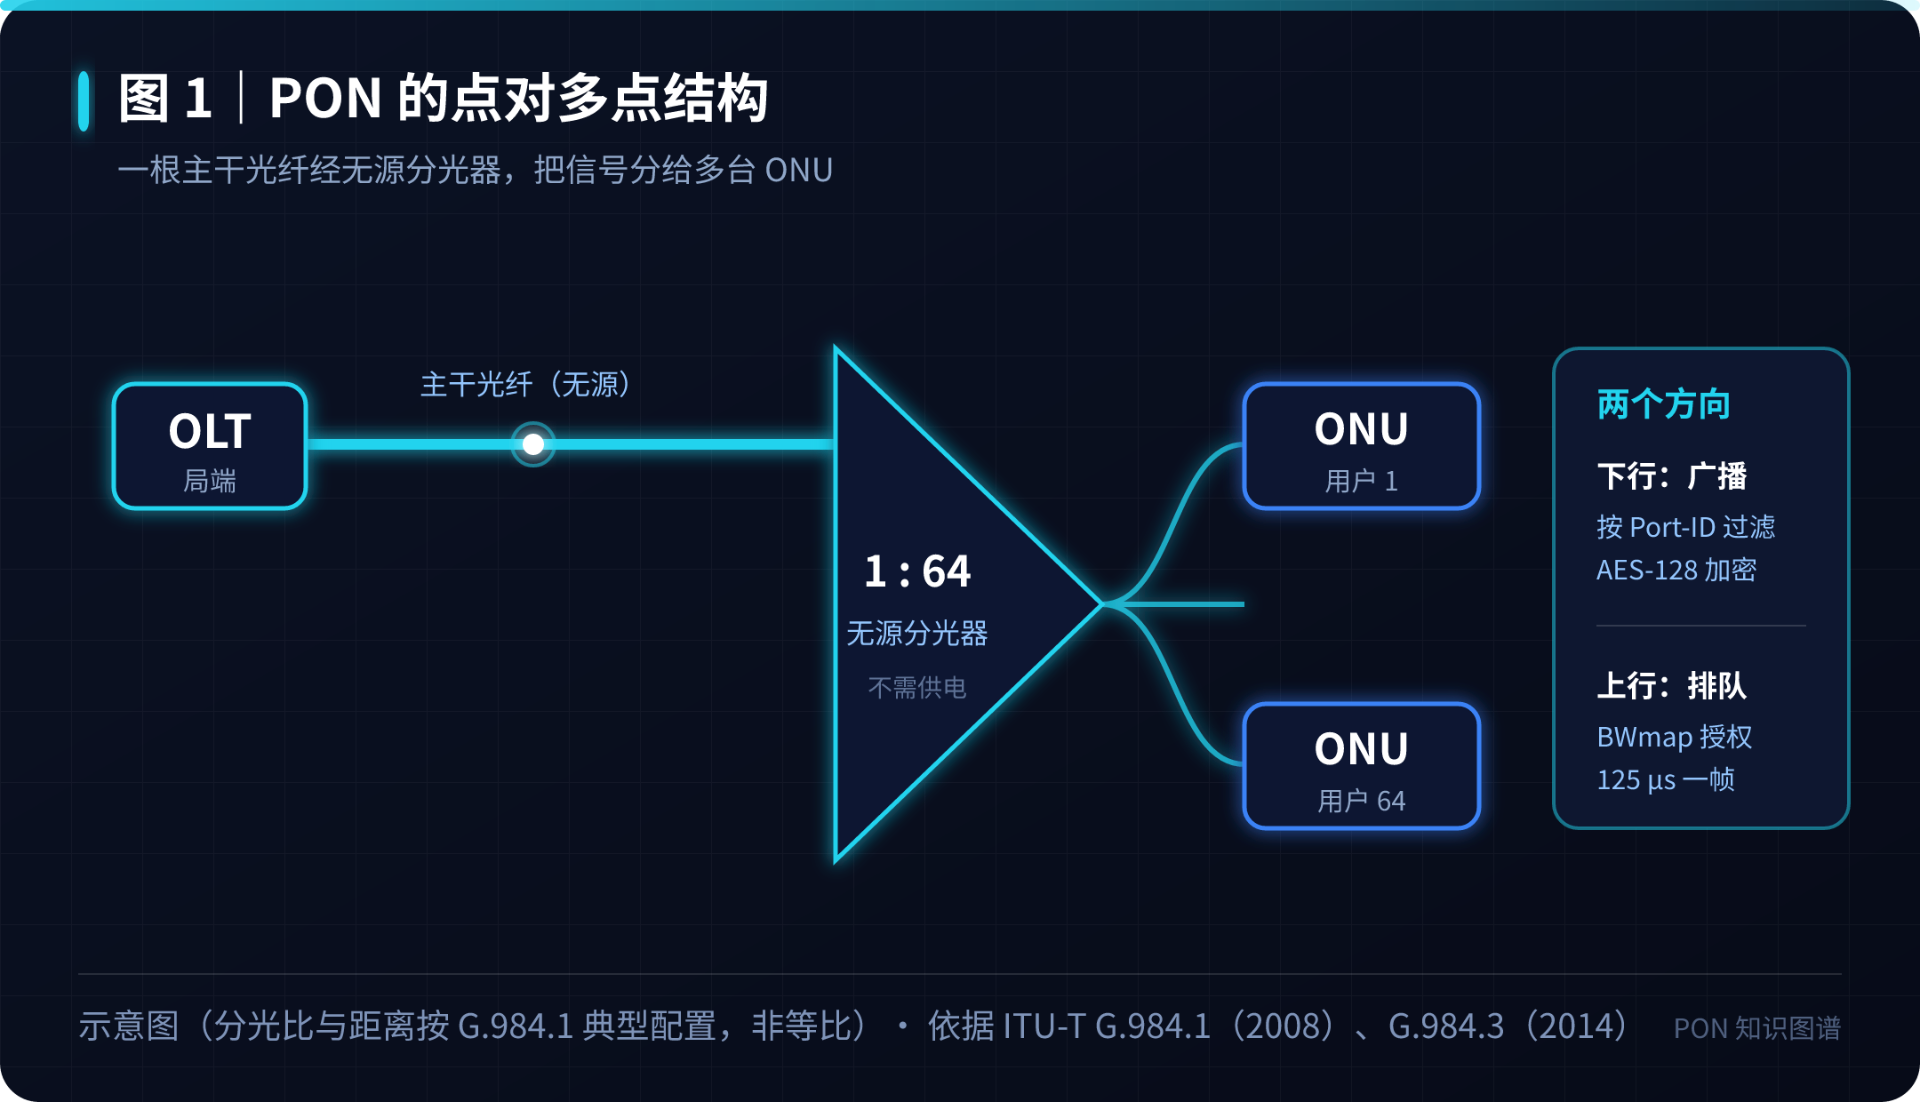 图 1｜PON 的点对多点结构
一根主干光纤经无源分光器，把信号分给多台 ONU
主干光纤（无源）
OLT
局端
1 : 64
无源分光器
不需供电
ONU
用户 1
ONU
用户 64
两个方向
下行：广播
按 Port-ID 过滤
AES-128 加密
上行：排队
BWmap 授权
125 μs 一帧
示意图（分光比与距离按 G.984.1 典型配置，非等比） · 依据 ITU-T G.984.1（2008）、G.984.3（2014）
PON 知识图谱